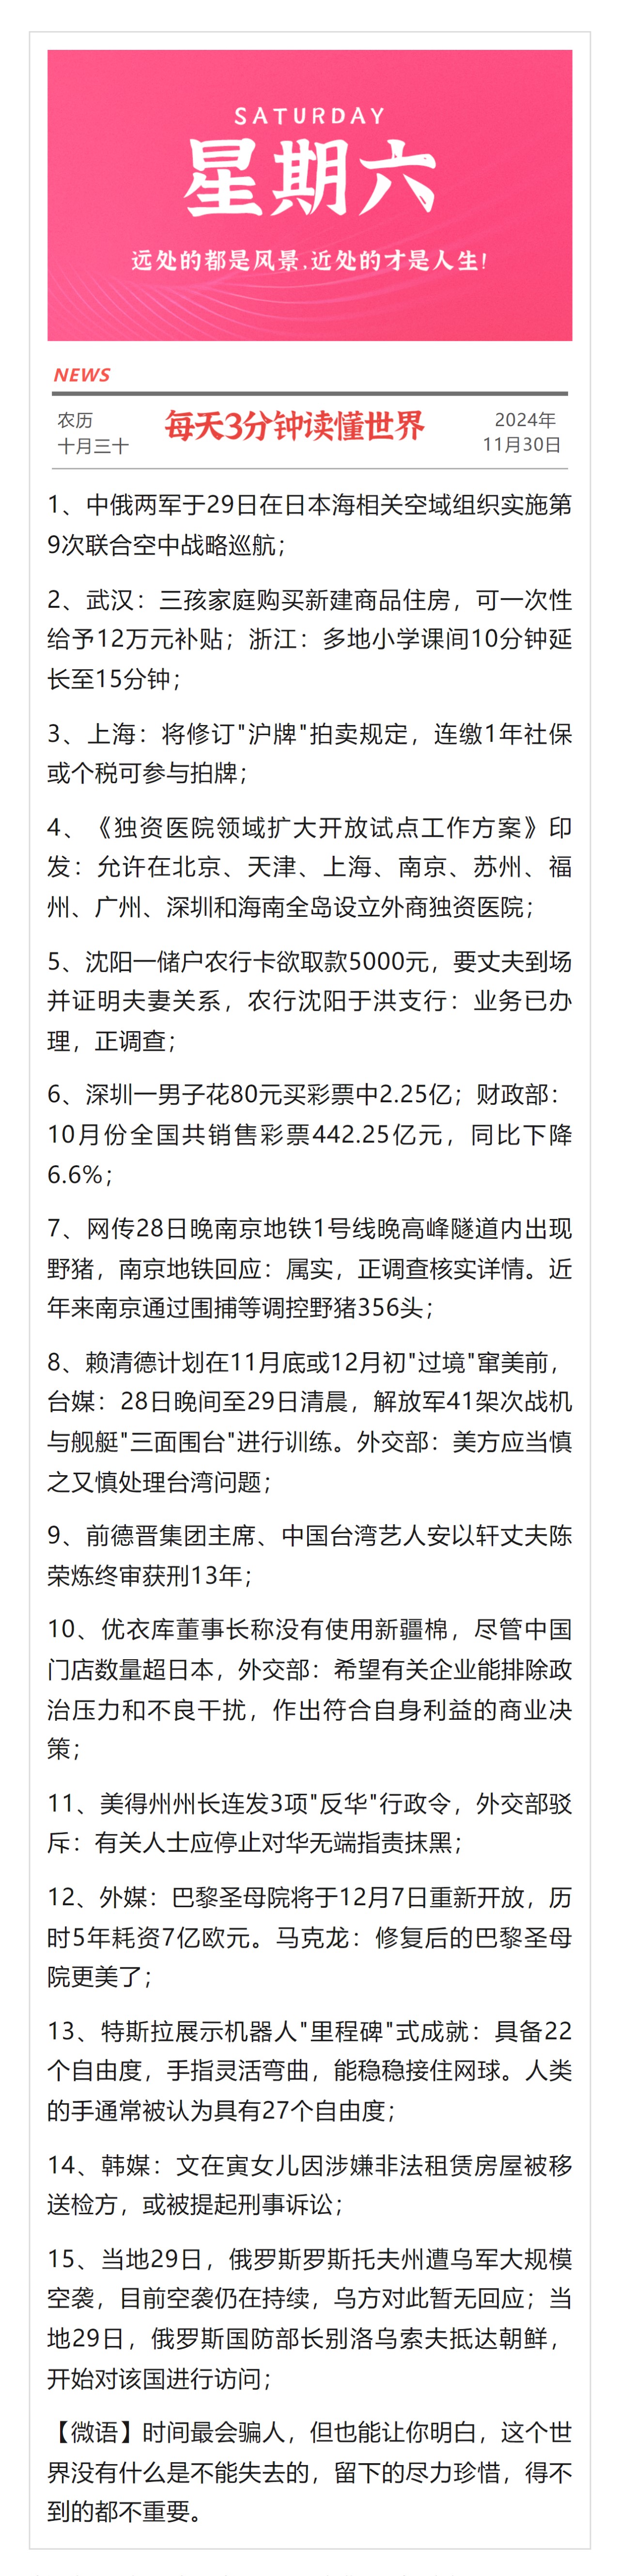 SATURDAY
星期六
远处的都是风景,近处的才是人生!
NEWS
农历
十月三十
每天3分钟读懂世界
2024年
11月30日
1、中俄两军于29日在日本海相关空域组织实施第
9次联合空中战略巡航；
2、武汉：三孩家庭购买新建商品住房，可一次性
给予12万元补贴；浙江：多地小学课间10分钟延
长至15分钟；
3、上海：将修订"沪牌"拍卖规定，连缴1年社保
或个税可参与拍牌；
4、《独资医院领域扩大开放试点工作方案》印
发：允许在北京、天津、上海、南京、苏州、福
州、广州、深圳和海南全岛设立外商独资医院；
5、沈阳一储户农行卡欲取款5000元，要丈夫到场
并证明夫妻关系，农行沈阳于洪支行：业务已办
理，正调查；
6、深圳一男子花80元买彩票中2.25亿；财政部：
10月份全国共销售彩票442.25亿元，同比下降
6.6%；
7、网传28日晚南京地铁1号线晚高峰隧道内出现
野猪，南京地铁回应：属实，正调查核实详情。近
年来南京通过围捕等调控野猪356头；
8、赖清德计划在11月底或12月初"过境"窜美前，
台媒：28日晚间至29日清晨，解放军41架次战机
与舰艇"三面围台"进行训练。外交部：美方应当慎
之又慎处理台湾问题；
9、前德晋集团主席、中国台湾艺人安以轩丈夫陈
荣炼终审获刑13年；
10、优衣库董事长称没有使用新疆棉，尽管中国
门店数量超日本，外交部：希望有关企业能排除政
治压力和不良干扰，作出符合自身利益的商业决
策；
11、美得州州长连发3项"反华"行政令，外交部驳
斥：有关人士应停止对华无端指责抹黑；
12、外媒：巴黎圣母院将于12月7日重新开放，历
时5年耗资7亿欧元。马克龙：修复后的巴黎圣母
院更美了；
13、特斯拉展示机器人"里程碑"式成就：具备22
个自由度，手指灵活弯曲，能稳稳接住网球。人类
的手通常被认为具有27个自由度；
14、韩媒：文在寅女儿因涉嫌非法租赁房屋被移
送检方，或被提起刑事诉讼；
15、当地29日，俄罗斯罗斯托夫州遭乌军大规模
空袭，目前空袭仍在持续，乌方对此暂无回应；当
地29日，俄罗斯国防部长别洛乌索夫抵达朝鲜，
开始对该国进行访问；
【微语】时间最会骗人，但也能让你明白，这个世
界没有什么是不能失去的，留下的尽力珍惜，得不
到的都不重要。